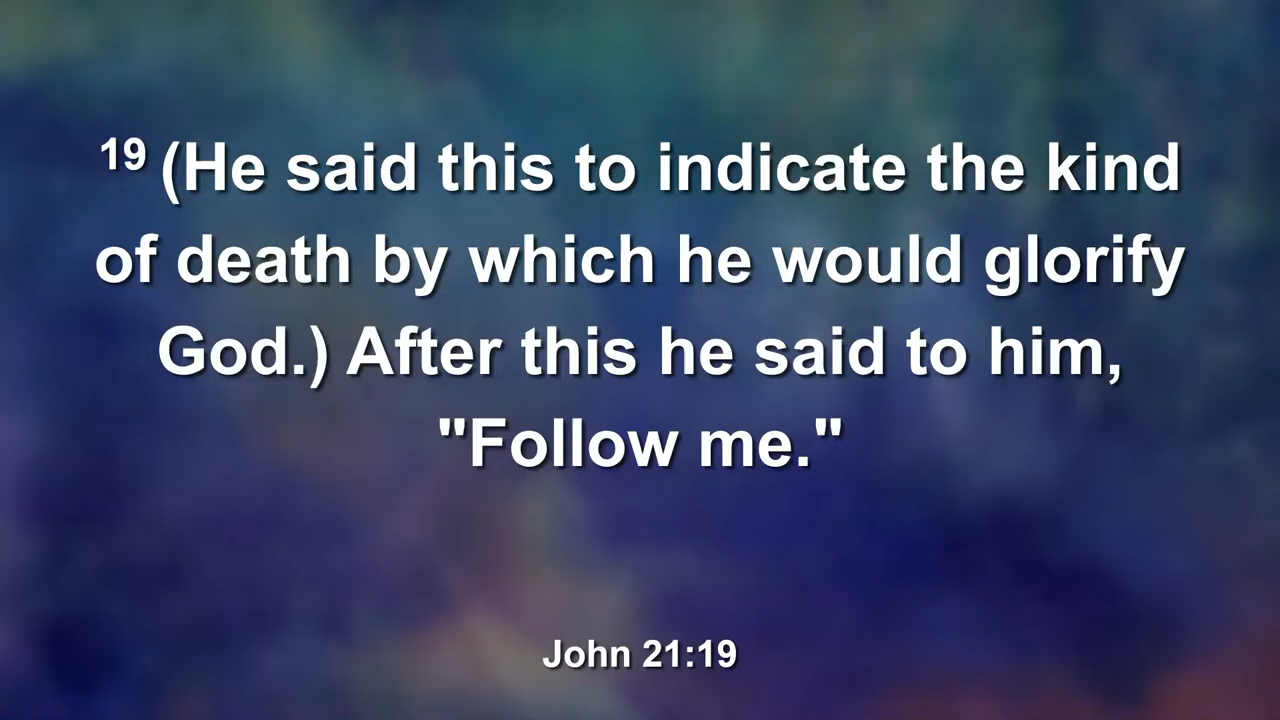 19 (He said this to indicate the kind
of death by which he would glorify
God.) After this he said to him,
"Follow me."
John 21:19